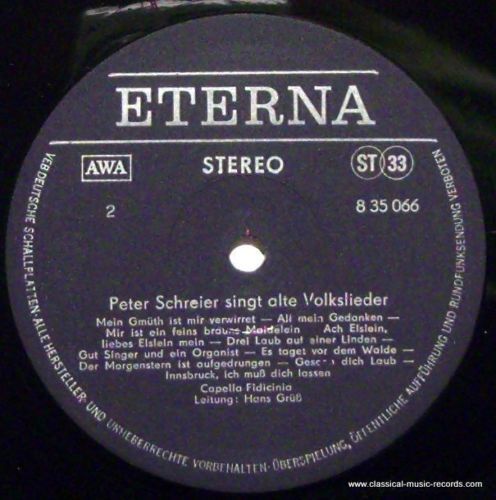 ETERNA
AWA
STEREO
ST 33
2
8 35 066
Peter Schreier singt alte Volkslieder
Mein Gmüth ist mir verwirret — All mein Gedanken —
Mir ist ein feins brauns Maidelein Ach Elslein,
liebes Elslein mein — Drei Laub auf einer Linden —
Gut Singer und ein Organist — Es taget vor dem Walde —
Der Morgenstern ist aufgedrungen — dich Laub —
Innsbruck, ich muß dich lassen
Capella Fidicinia
Leitung: Hans Grüß
VEB DEUTSCHE SCHALLPLATTEN · ALLE HERSTELLER- UND URHEBERRECHTE VORBEHALTEN · ÜBERSPIELUNG, ÖFFENTLICHE AUFFÜHRUNG UND RUNDFUNKSENDUNG VERBOTEN
www.classical-music-records.com